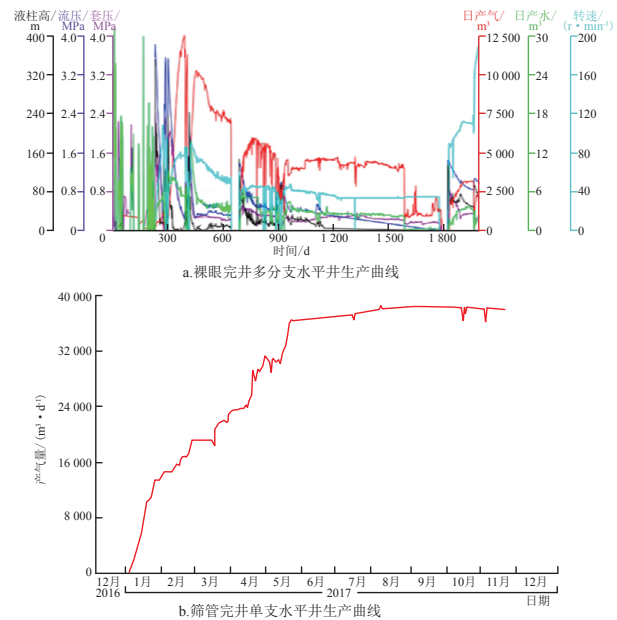 液柱高/ 流压/ 套压/ 日产气/ 日产水/ 转速/
m MPa MPa m³ m³ (r・min⁻¹)
400 4.0 4.0 12 500 30 200
320 3.2 3.2 10 000 24 160
240 2.4 2.4 7 500 18 120
160 1.6 1.6 5 000 12 80
80 0.8 0.8 2 500 6 40
0 0 0 300 600 900 1 200 1 500 1 800 0 0 0
时间/d
a.裸眼完井多分支水平井生产曲线
40 000
32 000
24 000
16 000
8 000
0
产气量/(m³・d⁻¹)
12月 1月 2月 3月 4月 5月 6月 7月 8月 9月 10月 11月 12月
2016 2017
日期
b.筛管完井单支水平井生产曲线